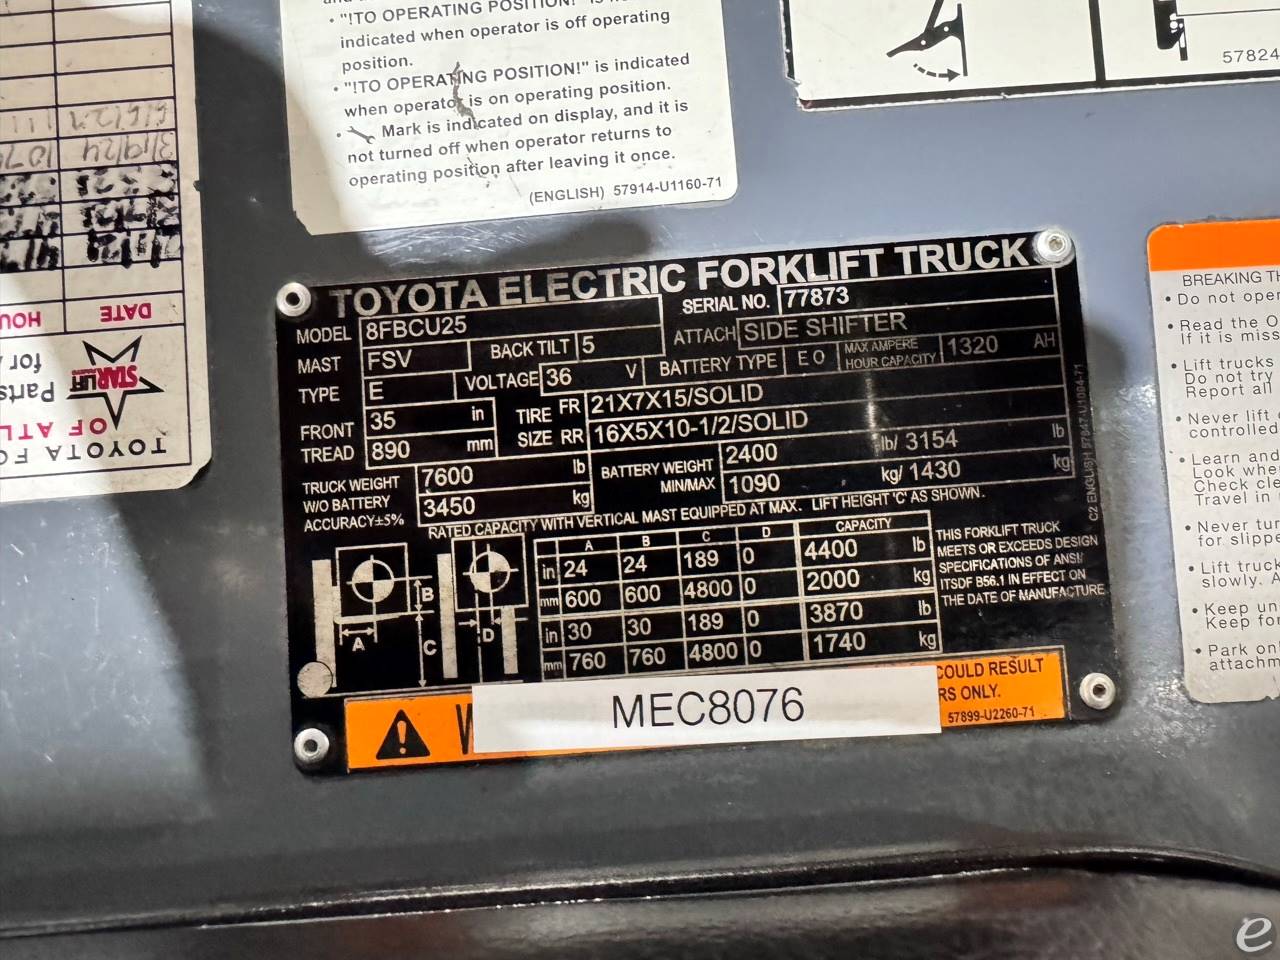 • "!TO OPERATING POSITION!" is
indicated when operator is off operating
position.
• "!TO OPERATING POSITION!" is indicated
when operator is on operating position.
• Mark is indicated on display, and it is
not turned off when operator returns to
operating position after leaving it once.
(ENGLISH) 57914-U1160-71
57824
3/19/24
DATE
HOU
STARLIFT
Parts
for
OF ATL
TOYOTA FO
TOYOTA ELECTRIC FORKLIFT TRUCK
MODEL 8FBCU25 SERIAL NO. 77873
MAST FSV BACK TILT 5 ATTACH SIDE SHIFTER
TYPE E VOLTAGE 36 V BATTERY TYPE EO MAX AMPERE HOUR CAPACITY 1320 AH
FRONT TREAD 35 in TIRE SIZE FR 21X7X15/SOLID
890 mm RR 16X5X10-1/2/SOLID
TRUCK WEIGHT 7600 lb BATTERY WEIGHT 2400 lb/ 3154 lb
W/O BATTERY 3450 kg MIN/MAX 1090 kg/ 1430 kg
ACCURACY±5%
RATED CAPACITY WITH VERTICAL MAST EQUIPPED AT MAX. LIFT HEIGHT 'C' AS SHOWN.
A B C D CAPACITY
in 24 24 189 0 4400 lb
mm 600 600 4800 0 2000 kg
in 30 30 189 0 3870 lb
mm 760 760 4800 0 1740 kg
A B C D
THIS FORKLIFT TRUCK
MEETS OR EXCEEDS DESIGN
SPECIFICATIONS OF ANSI/
ITSDF B56.1 IN EFFECT ON
THE DATE OF MANUFACTURE
C2 ENGLISH 57847-U1004-71
W
COULD RESULT
RS ONLY.
57899-U2260-71
MEC8076
BREAKING TH
• Do not oper
• Read the O
If it is miss
• Lift trucks
Do not try
Report all
• Never lift
controlled
• Learn and
Look whe
Check cle
Travel in
• Never tur
for slippe
• Lift truck
slowly. A
• Keep un
Keep fo
• Park on
attachm
e